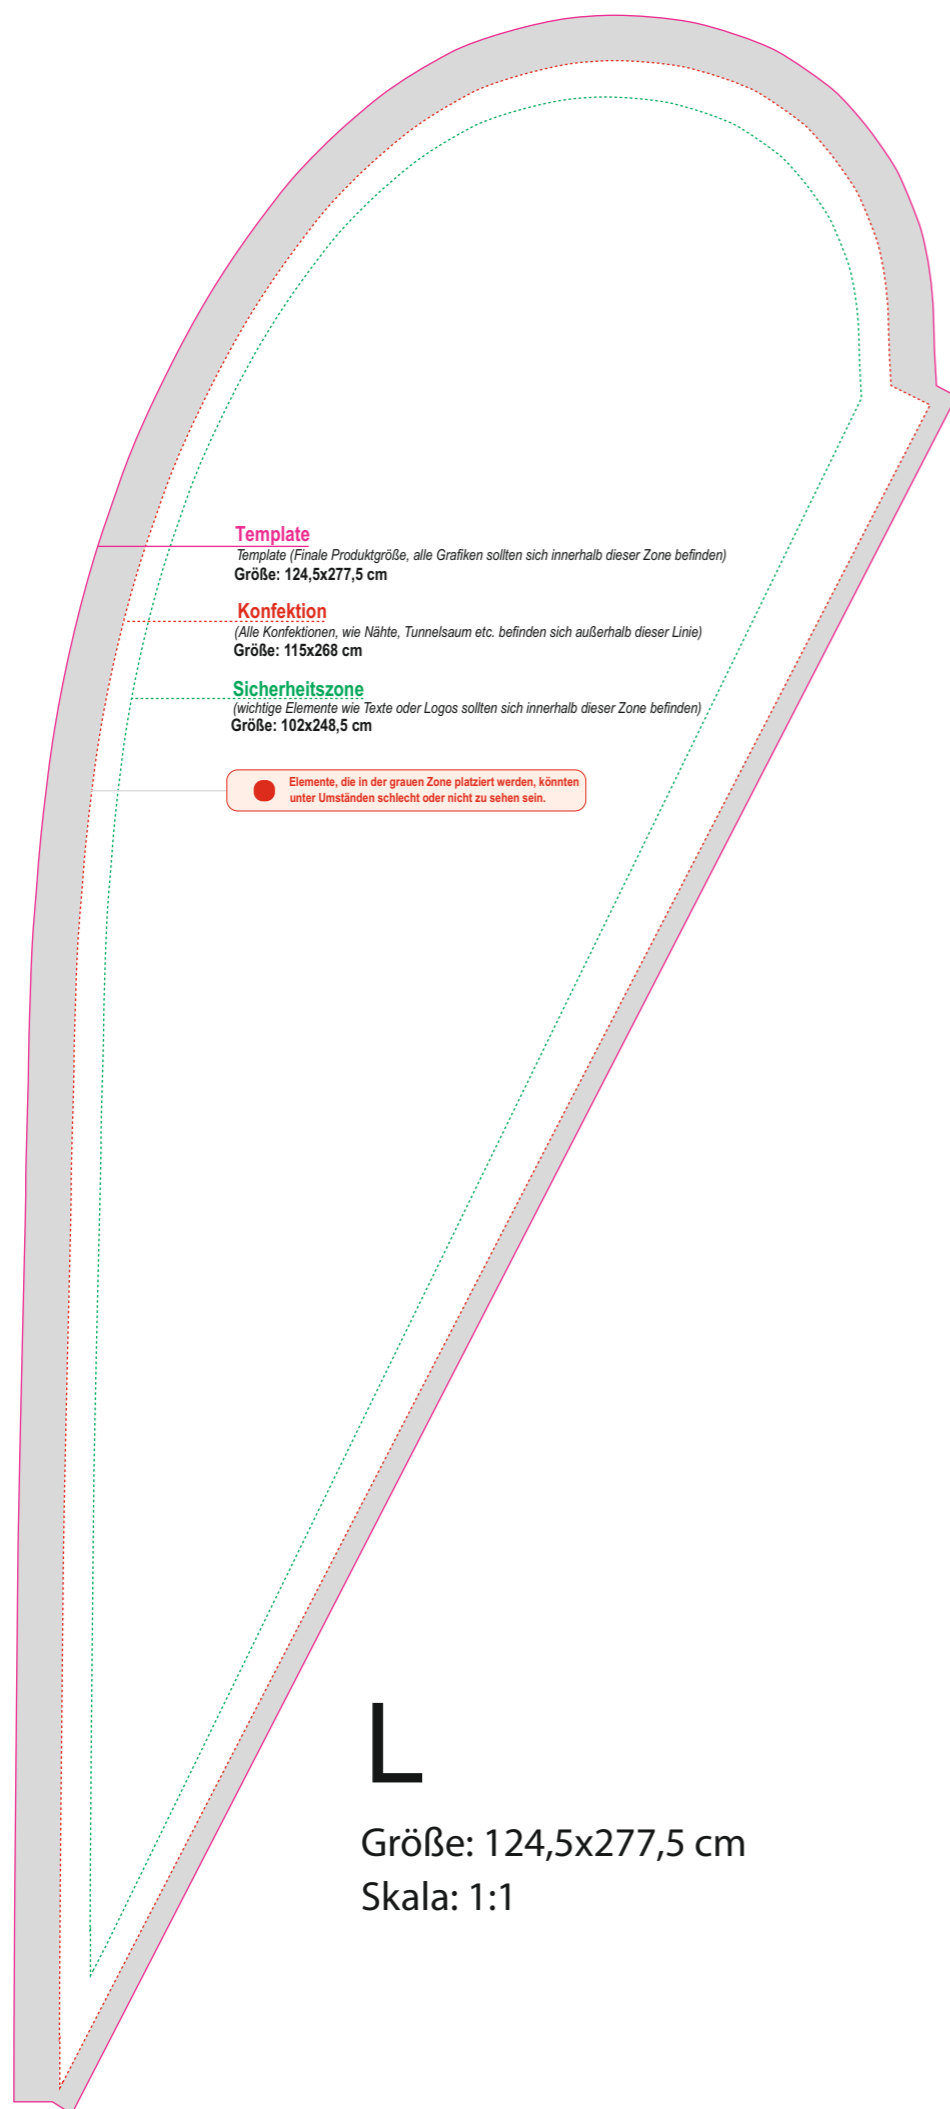 Template
Template (Finale Produktgröße, alle Grafiken sollten sich innerhalb dieser Zone befinden)
Größe: 124,5x277,5 cm
Konfektion
(Alle Konfektionen, wie Nähte, Tunnelsaum etc. befinden sich außerhalb dieser Linie)
Größe: 115x268 cm
Sicherheitszone
(wichtige Elemente wie Texte oder Logos sollten sich innerhalb dieser Zone befinden)
Größe: 102x248,5 cm
Elemente, die in der grauen Zone platziert werden, könnten
unter Umständen schlecht oder nicht zu sehen sein.
L
Größe: 124,5x277,5 cm
Skala: 1:1